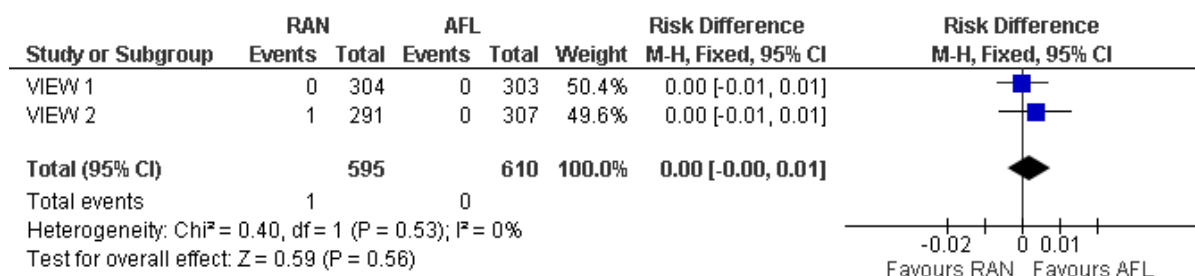 RAN AFL Risk Difference Risk Difference
Study or Subgroup Events Total Events Total Weight M-H, Fixed, 95% CI M-H, Fixed, 95% CI
VIEW 1 0 304 0 303 50.4% 0.00 [-0.01, 0.01]
VIEW 2 1 291 0 307 49.6% 0.00 [-0.01, 0.01]
Total (95% CI) 595 610 100.0% 0.00 [-0.00, 0.01]
Total events 1 0
Heterogeneity: Chi² = 0.40, df = 1 (P = 0.53); I² = 0%
Test for overall effect: Z = 0.59 (P = 0.56)
-0.02 0 0.01
Favours RAN Favours AFL